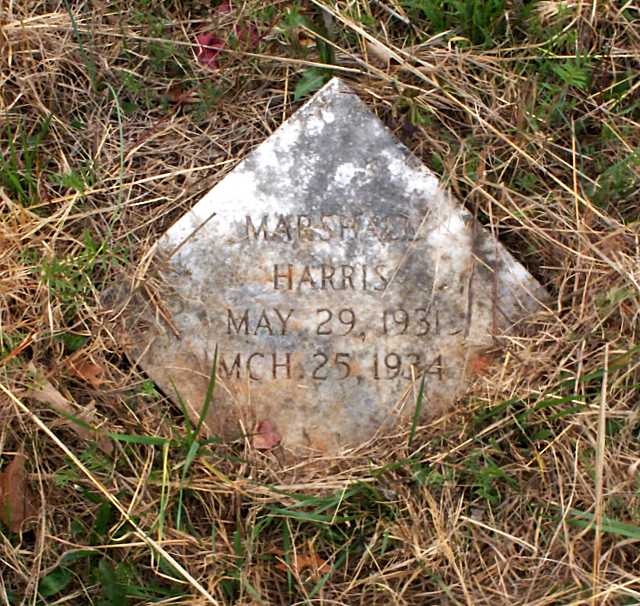 MARSHALL
HARRIS
MAY 29, 1931
MCH. 25, 1934